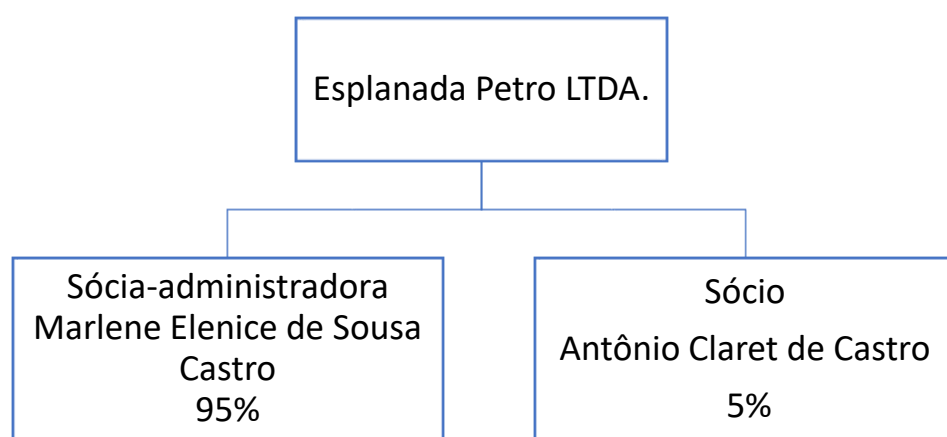 Esplanada Petro LTDA.
Sócia-administradora
Marlene Elenice de Sousa
Castro
95%
Sócio
Antônio Claret de Castro
5%